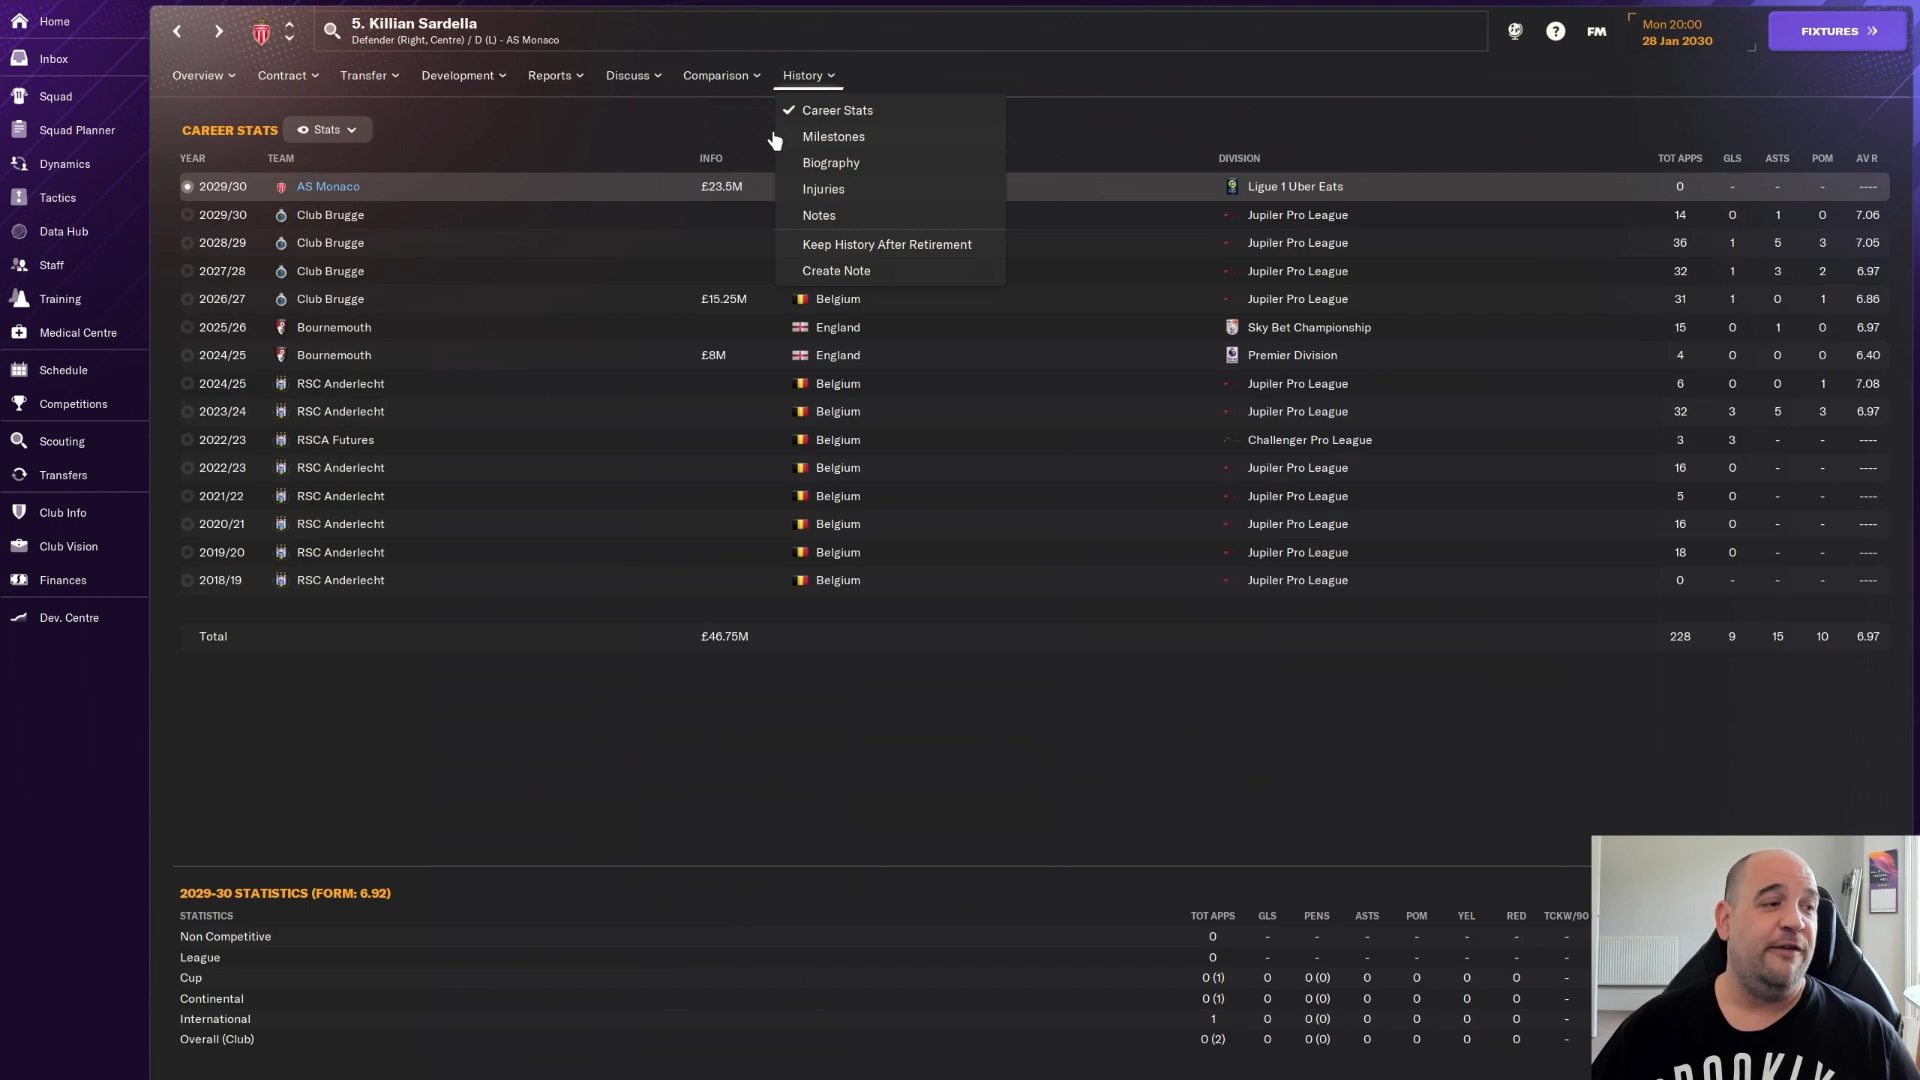 Home
Inbox
Squad
Squad Planner
Dynamics
Tactics
Data Hub
Staff
Training
Medical Centre
Schedule
Competitions
Scouting
Transfers
Club Info
Club Vision
Finances
Dev. Centre
5. Killian Sardella
Defender (Right, Centre) / D (L) - AS Monaco
FM
Mon 20:00
28 Jan 2030
FIXTURES
Overview Contract Transfer Development Reports Discuss Comparison History
Career Stats
Milestones
Biography
Injuries
Notes
Keep History After Retirement
Create Note
CAREER STATS Stats
YEAR TEAM INFO DIVISION TOT APPS GLS ASTS POM AV R
2029/30 AS Monaco £23.5M Ligue 1 Uber Eats 0 - - - ----
2029/30 Club Brugge Jupiler Pro League 14 0 1 0 7.06
2028/29 Club Brugge Jupiler Pro League 36 1 5 3 7.05
2027/28 Club Brugge Jupiler Pro League 32 1 3 2 6.97
2026/27 Club Brugge £15.25M Belgium Jupiler Pro League 31 1 0 1 6.86
2025/26 Bournemouth England Sky Bet Championship 15 0 1 0 6.97
2024/25 Bournemouth £8M England Premier Division 4 0 0 0 6.40
2024/25 RSC Anderlecht Belgium Jupiler Pro League 6 0 0 1 7.08
2023/24 RSC Anderlecht Belgium Jupiler Pro League 32 3 5 3 6.97
2022/23 RSCA Futures Belgium Challenger Pro League 3 3 - - ----
2022/23 RSC Anderlecht Belgium Jupiler Pro League 16 0 - - ----
2021/22 RSC Anderlecht Belgium Jupiler Pro League 5 0 - - ----
2020/21 RSC Anderlecht Belgium Jupiler Pro League 16 0 - - ----
2019/20 RSC Anderlecht Belgium Jupiler Pro League 18 0 - - ----
2018/19 RSC Anderlecht Belgium Jupiler Pro League 0 - - - ----
Total £46.75M 228 9 15 10 6.97
2029-30 STATISTICS (FORM: 6.92)
STATISTICS TOT APPS GLS PENS ASTS POM YEL RED TCKW/90
Non Competitive 0 - - - - - - -
League 0 - - - - - - -
Cup 0 (1) 0 0 (0) 0 0 0 0 -
Continental 0 (1) 0 0 (0) 0 0 0 0 -
International 1 0 0 (0) 0 0 0 0 -
Overall (Club) 0 (2) 0 0 (0) 0 0 0 0 -